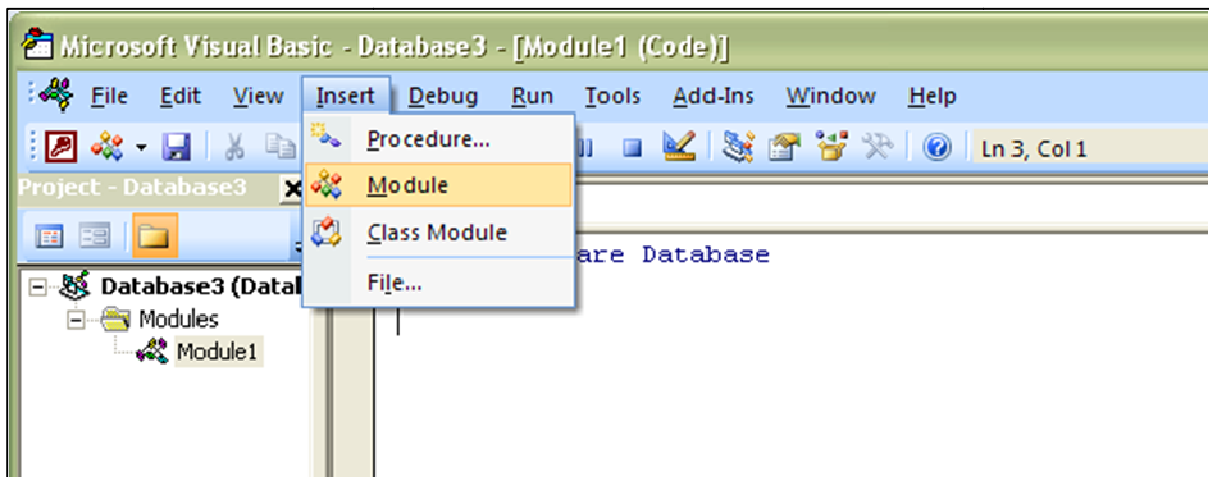 Microsoft Visual Basic - Database3 - [Module1 (Code)]
File Edit View Insert Debug Run Tools Add-Ins Window Help
Ln 3, Col 1
Procedure...
Module
Class Module
File...
Project - Database3
are Database
Database3 (Data
Modules
Module1